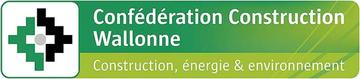 Confédération Construction
Wallonne
Construction, énergie & environnement